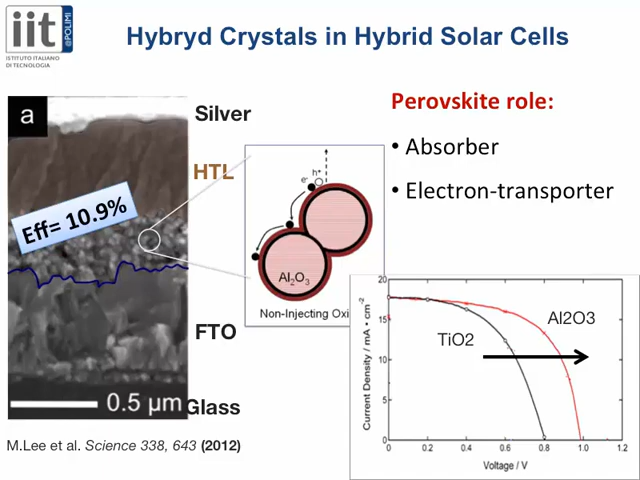 iit
@POLIMI
ISTITUTO ITALIANO
DI TECNOLOGIA
Hybryd Crystals in Hybrid Solar Cells
a
Silver
HTL
Eff= 10.9%
FTO
Glass
0.5 µm
M.Lee et al. Science 338, 643 (2012)
e-
h+
Al2O3
Non-Injecting Oxi
Perovskite role:
• Absorber
• Electron-transporter
Current Density / mA • cm-2
20
15
10
5
0
TiO2
Al2O3
0
0.2
0.4
0.6
0.8
1.0
1.2
Voltage / V